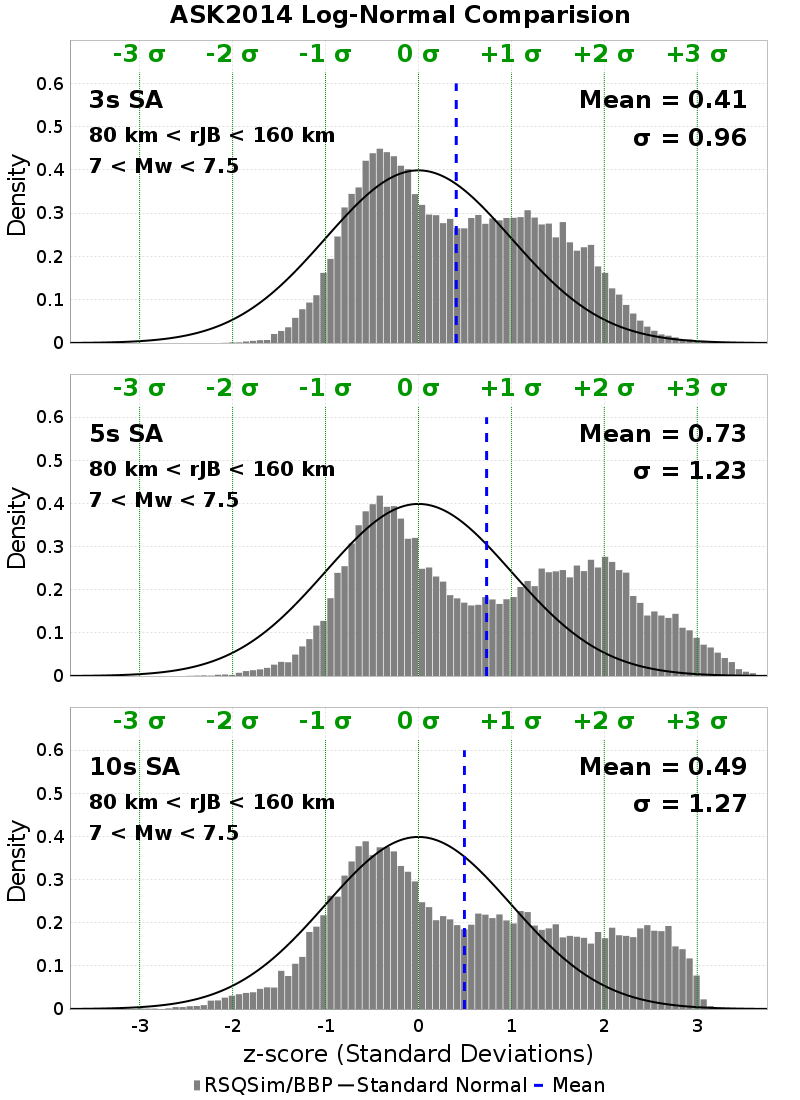 ASK2014 Log-Normal Comparision
-3 σ -2 σ -1 σ 0 σ +1 σ +2 σ +3 σ
0.6
3s SA Mean = 0.41
0.5
80 km < rJB < 160 km σ = 0.96
7 < Mw < 7.5
0.4
0.3
0.2
0.1
0
Density
-3 σ -2 σ -1 σ 0 σ +1 σ +2 σ +3 σ
0.6
5s SA Mean = 0.73
0.5
80 km < rJB < 160 km σ = 1.23
7 < Mw < 7.5
0.4
0.3
0.2
0.1
0
Density
-3 σ -2 σ -1 σ 0 σ +1 σ +2 σ +3 σ
0.6
10s SA Mean = 0.49
0.5
80 km < rJB < 160 km σ = 1.27
7 < Mw < 7.5
0.4
0.3
0.2
0.1
0
Density
-3 -2 -1 0 1 2 3
z-score (Standard Deviations)
RSQSim/BBP Standard Normal Mean